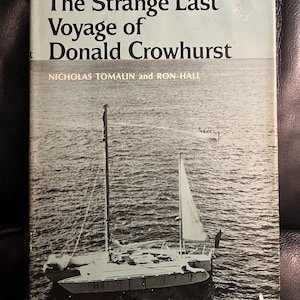 The Strange Last
Voyage of
Donald Crowhurst
NICHOLAS TOMALIN and RON HALL